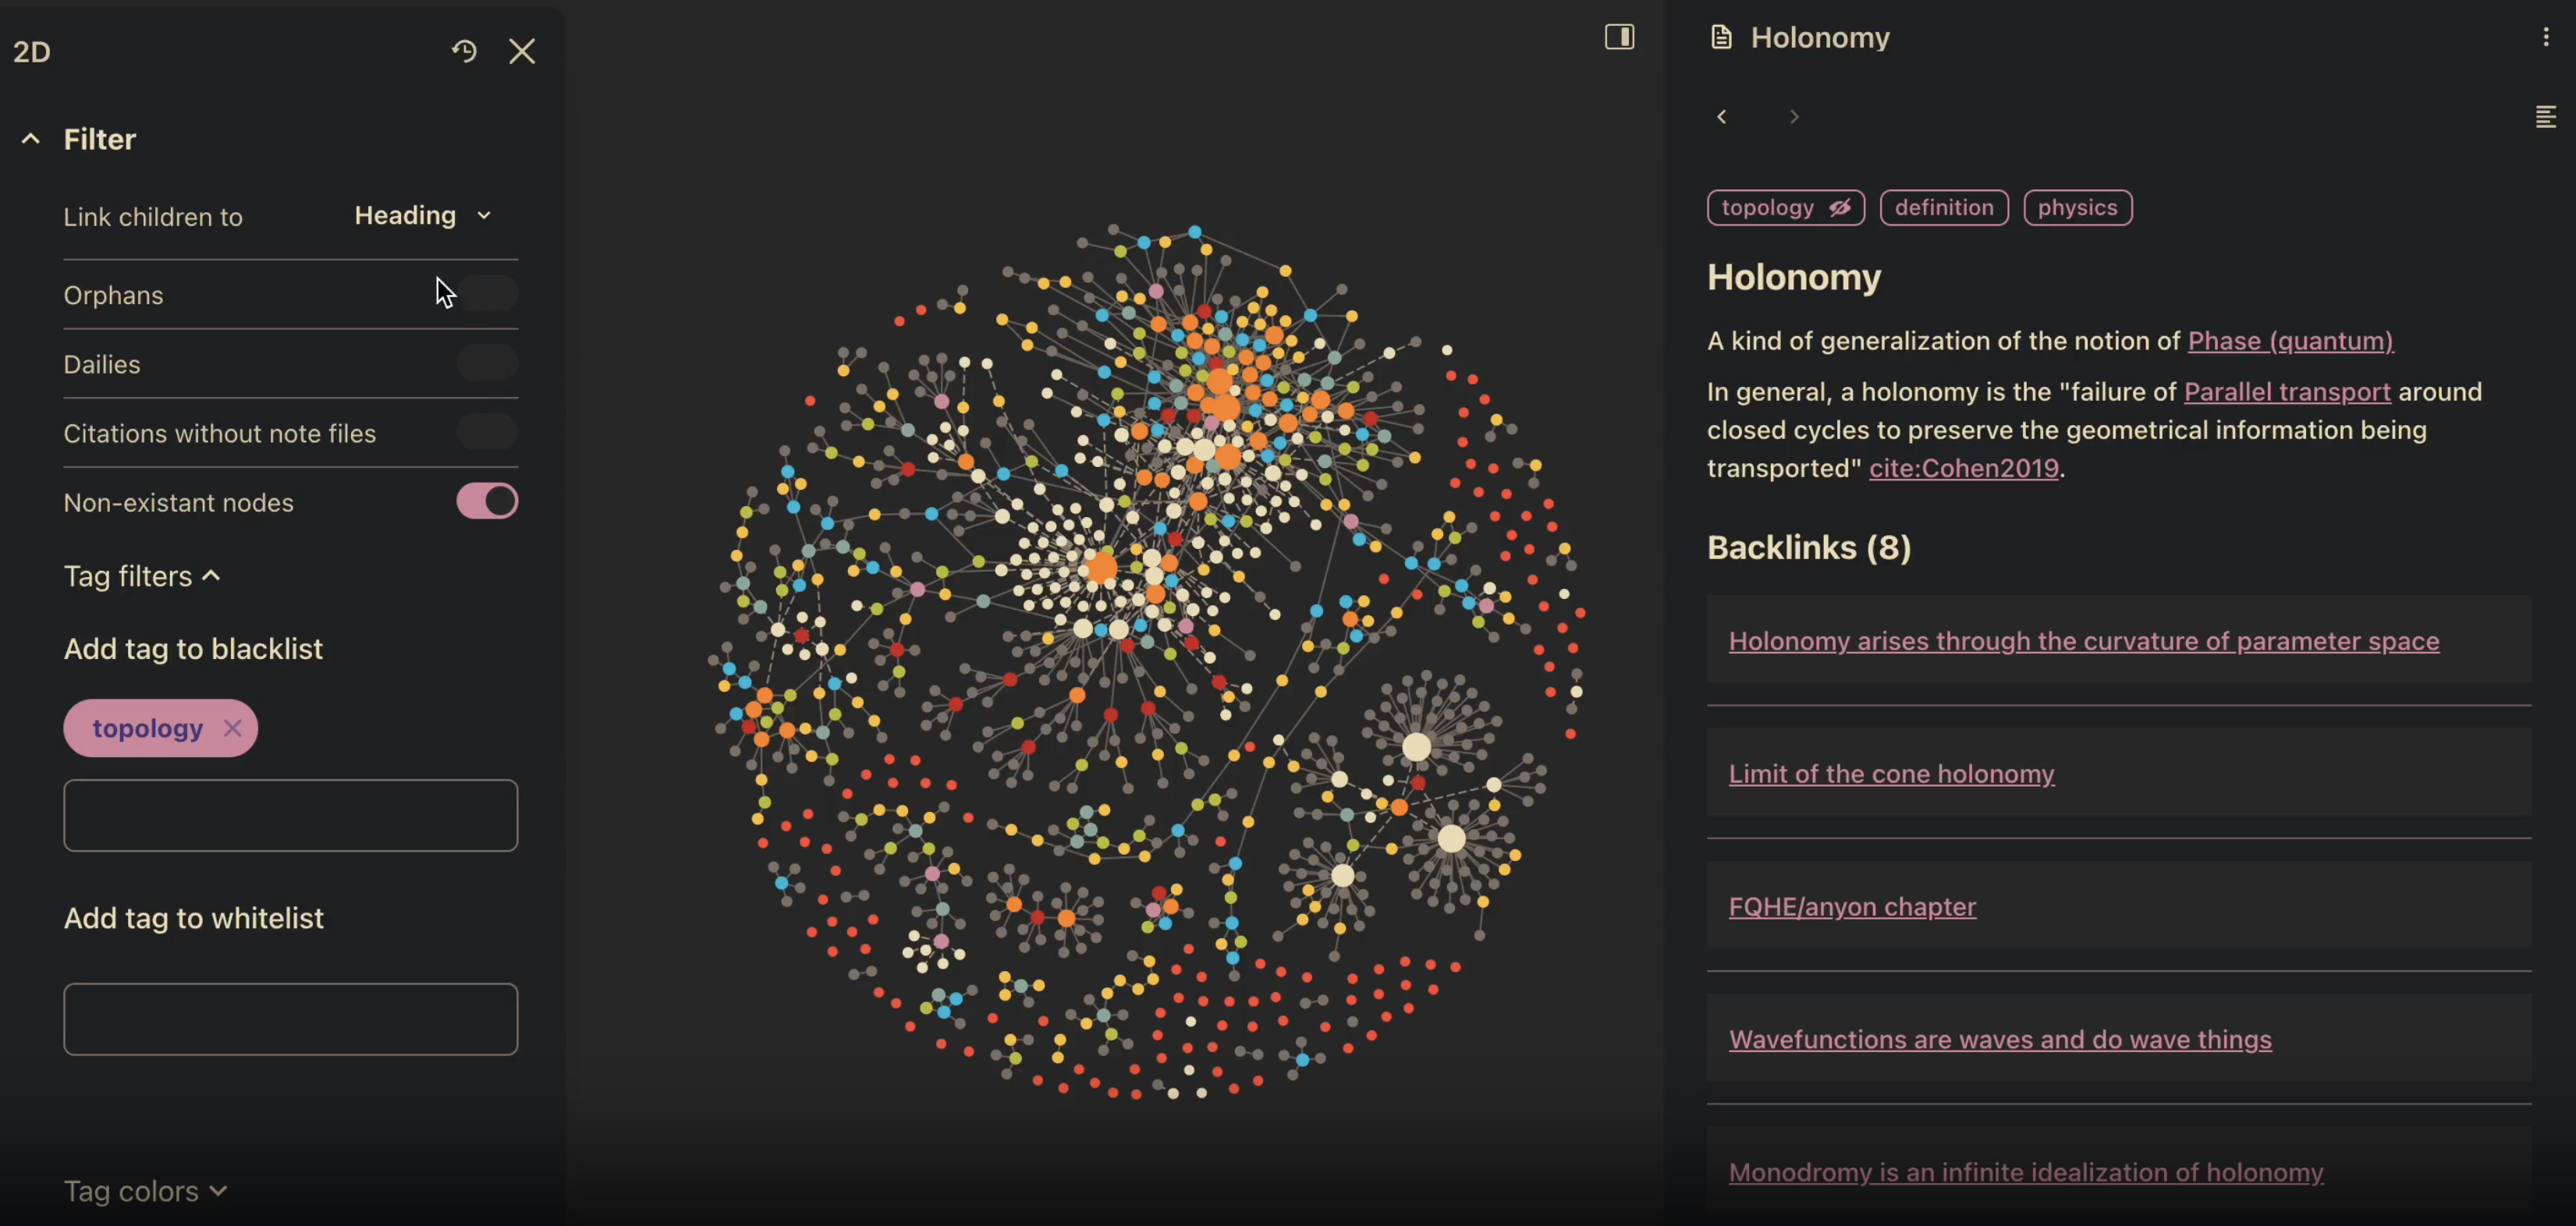 2D
Filter
Link children to Heading
Orphans
Dailies
Citations without note files
Non-existant nodes
Tag filters
Add tag to blacklist
topology
Add tag to whitelist
Tag colors
Holonomy
topology definition physics
Holonomy
A kind of generalization of the notion of Phase (quantum)
In general, a holonomy is the "failure of Parallel transport around
closed cycles to preserve the geometrical information being
transported" cite:Cohen2019.
Backlinks (8)
Holonomy arises through the curvature of parameter space
Limit of the cone holonomy
FQHE/anyon chapter
Wavefunctions are waves and do wave things
Monodromy is an infinite idealization of holonomy